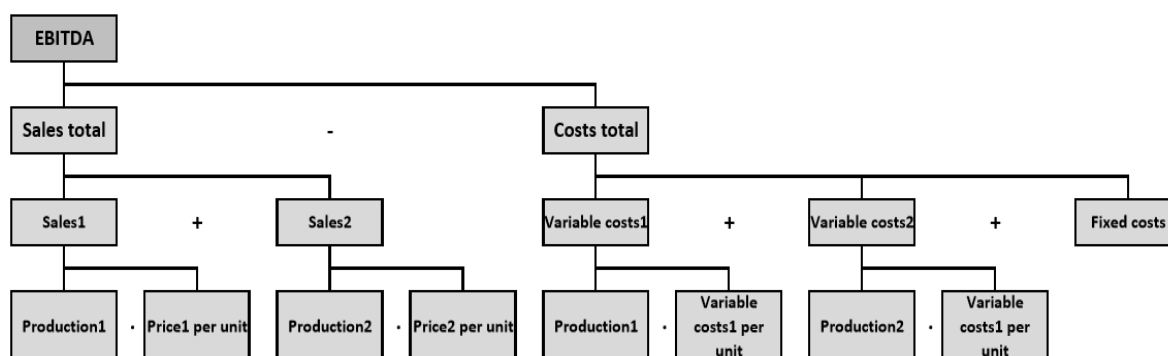 EBITDA
Sales total - Costs total
Sales1 + Sales2 Variable costs1 + Variable costs2 + Fixed costs
Production1 · Price1 per unit Production2 · Price2 per unit Production1 · Variable costs1 per unit Production2 · Variable costs1 per unit